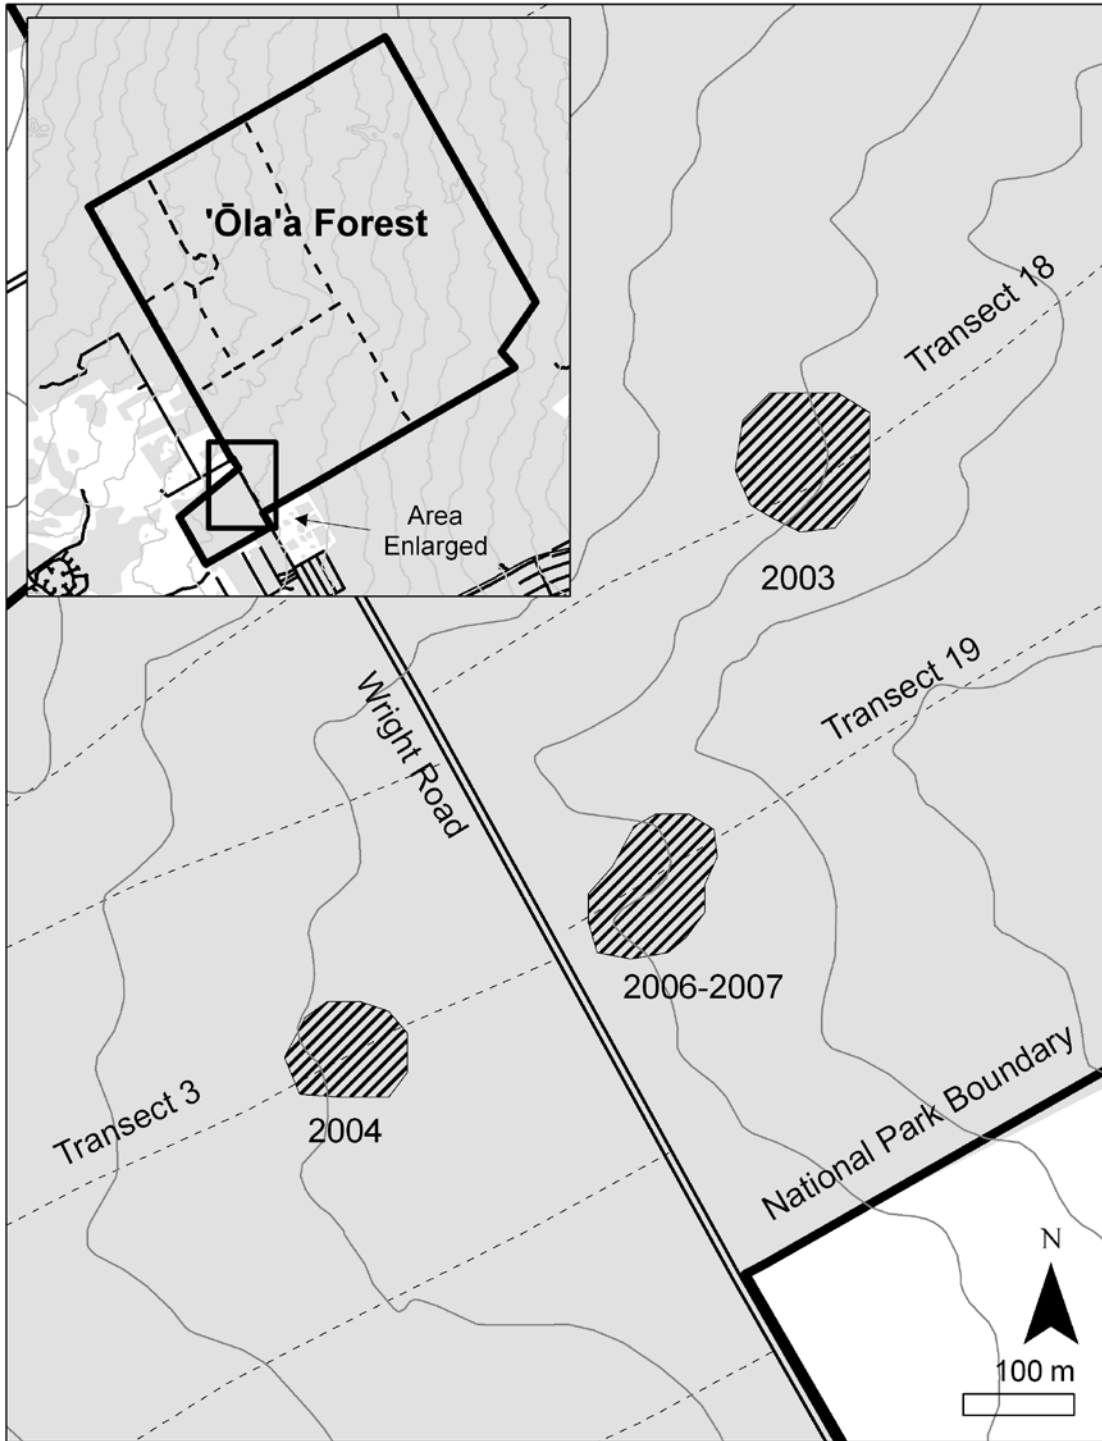 'Ōla'a Forest
Area
Enlarged
Transect 18
2003
Transect 19
Wright Road
2006-2007
2004
Transect 3
National Park Boundary
N
100 m